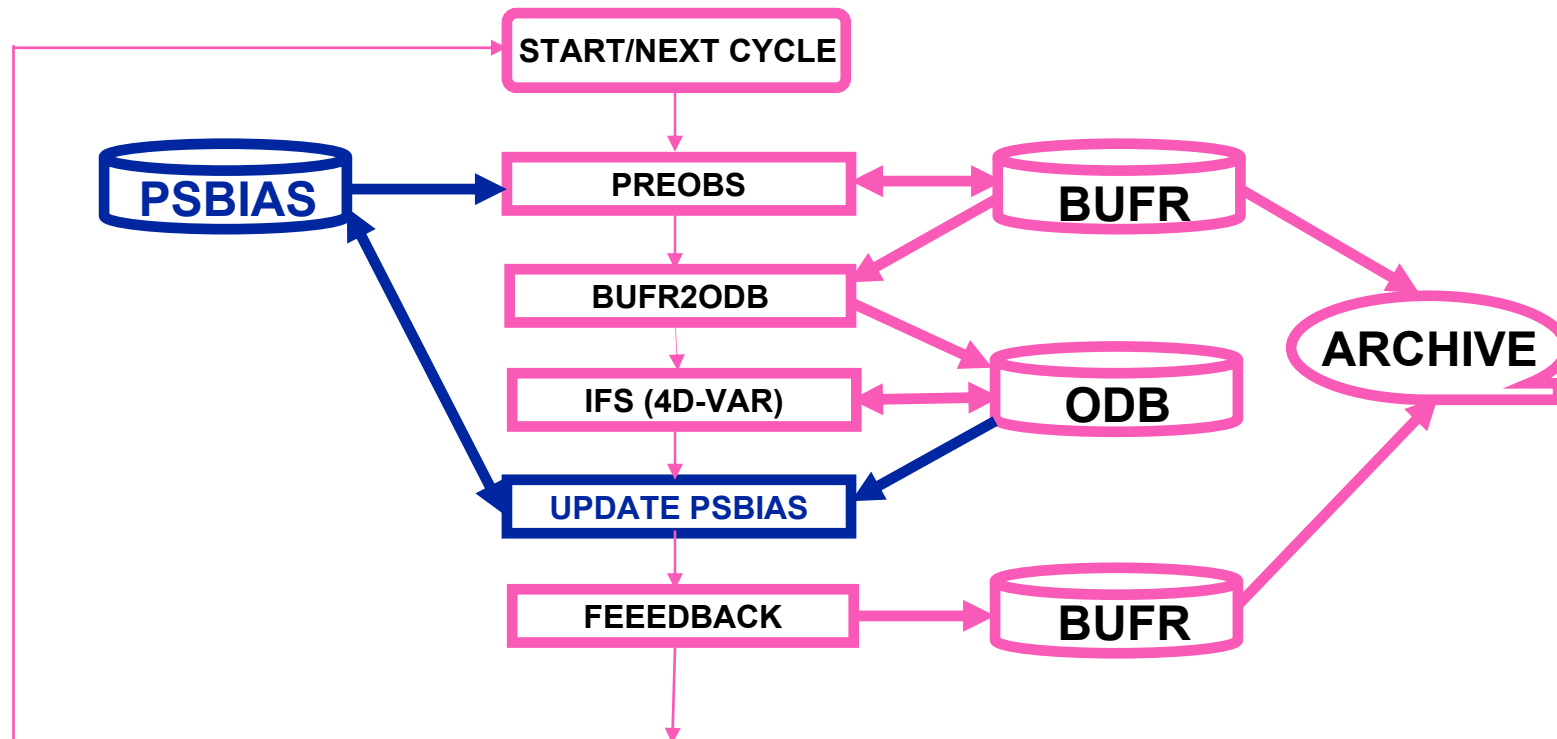 START/NEXT CYCLE
PSBIAS
PREOBS
BUFR
BUFR2ODB
ARCHIVE
IFS (4D-VAR)
ODB
UPDATE PSBIAS
FEEEDBACK
BUFR